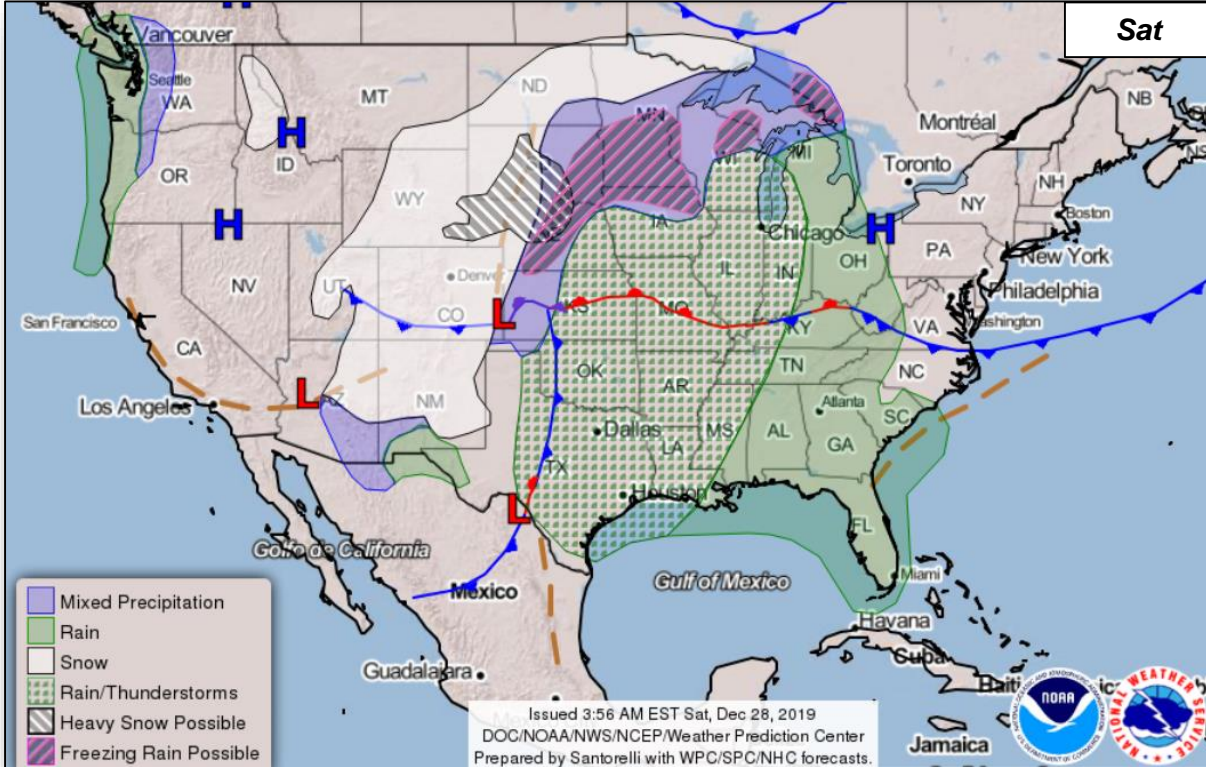 Sat
Vancouver
Seattle
WA
MT
ND
MN
Montréal
NB
NS
H
H
H
H
OR
ID
WY
WI
MI
Toronto
NH
Boston
NY
IA
Chicago
PA
New York
NV
UT
Denver
CO
IL
IN
OH
Philadelphia
San Francisco
L
KS
MO
KY
VA
Washington
CA
TN
NC
Los Angeles
L
AZ
NM
OK
AR
Atlanta
SC
Dallas
MS
AL
GA
LA
TX
Houston
L
FL
Golfo de California
Gulf of Mexico
Miami
México
Havana
Cuba
Guadalajara
Jamaica
Mixed Precipitation
Rain
Snow
Rain/Thunderstorms
Heavy Snow Possible
Freezing Rain Possible
Issued 3:56 AM EST Sat, Dec 28, 2019
DOC/NOAA/NWS/NCEP/Weather Prediction Center
Prepared by Santorelli with WPC/SPC/NHC forecasts.
NOAA
NATIONAL WEATHER SERVICE